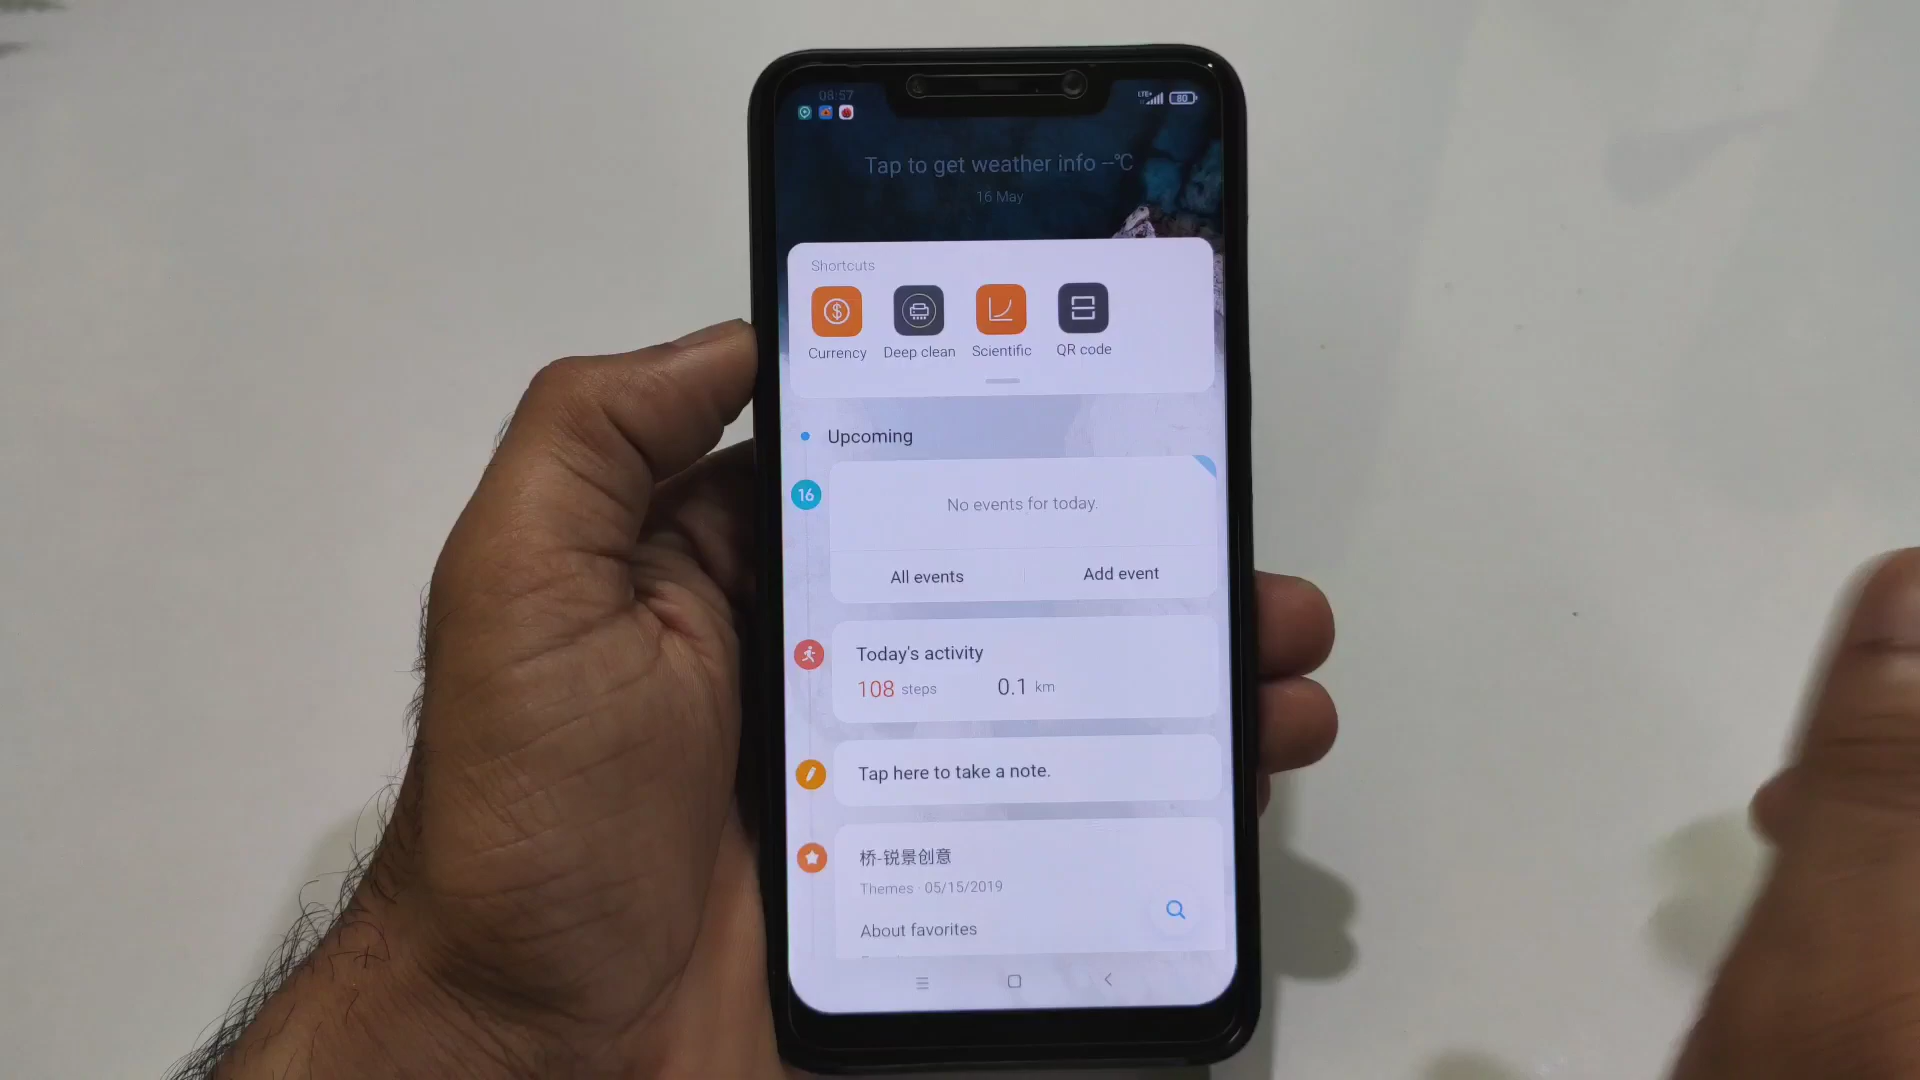 08:57
LTE+ 80
Tap to get weather info --°C
16 May
Shortcuts
Currency Deep clean Scientific QR code
Upcoming
16
No events for today.
All events Add event
Today's activity
108 steps 0.1 km
Tap here to take a note.
桥-锐景创意
Themes · 05/15/2019
About favorites